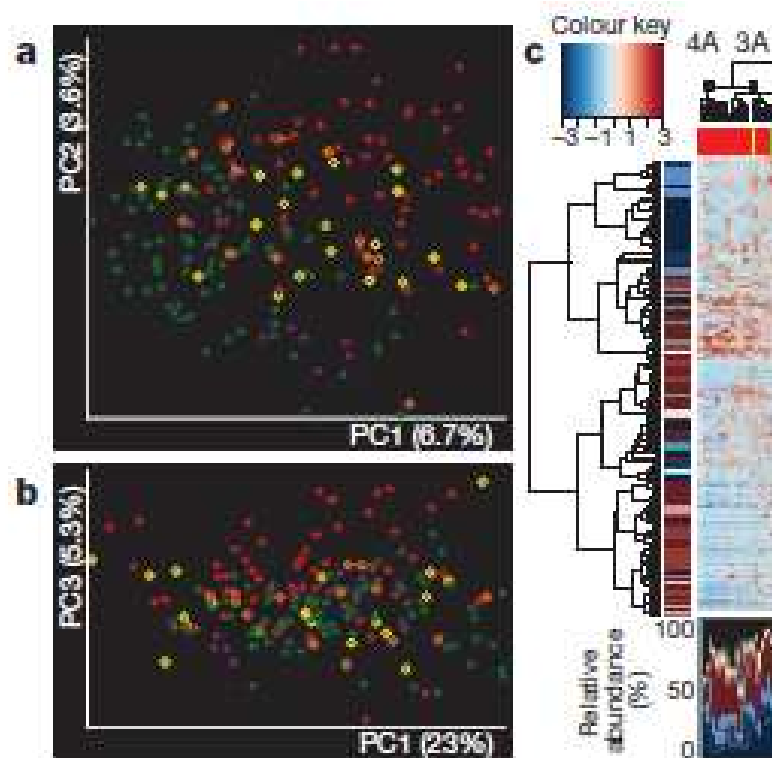 a
PC2 (3.6%)
PC1 (6.7%)
b
PC3 (5.3%)
PC1 (23%)
c
Colour key
−3 −1 1 3
4A 3A
Relative
abundance
(%)
100
50
0